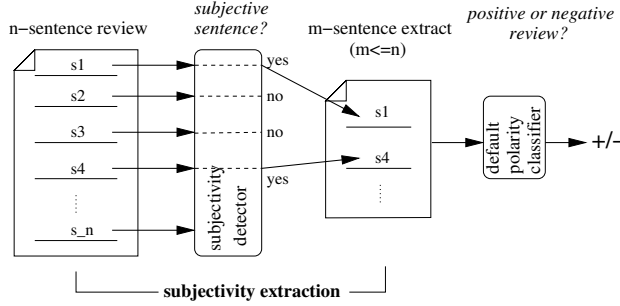 subjective
sentence?
positive or negative
review?
n-sentence review
m-sentence extract
(m<=n)
s1
s2
s3
s4
s_n
yes
no
no
yes
subjectivity
detector
s1
s4
default
polarity
classifier
+/-
subjectivity extraction